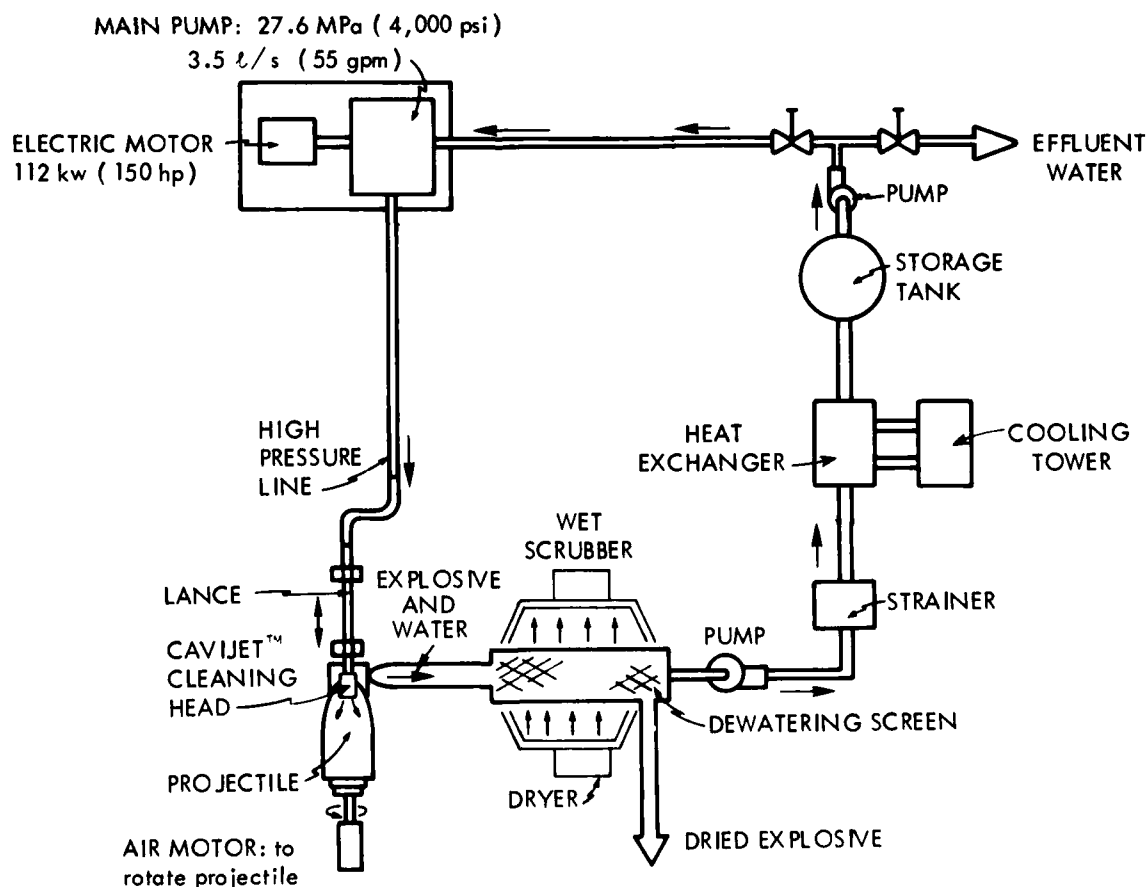 MAIN PUMP: 27.6 MPa ( 4,000 psi)
3.5 ℓ/s ( 55 gpm)
ELECTRIC MOTOR
112 kw ( 150 hp)
EFFLUENT
WATER
PUMP
STORAGE
TANK
HIGH
PRESSURE
LINE
HEAT
EXCHANGER
COOLING
TOWER
WET
SCRUBBER
LANCE
EXPLOSIVE
AND
WATER
STRAINER
PUMP
CAVIJET™
CLEANING
HEAD
DEWATERING SCREEN
PROJECTILE
DRYER
DRIED EXPLOSIVE
AIR MOTOR: to
rotate projectile